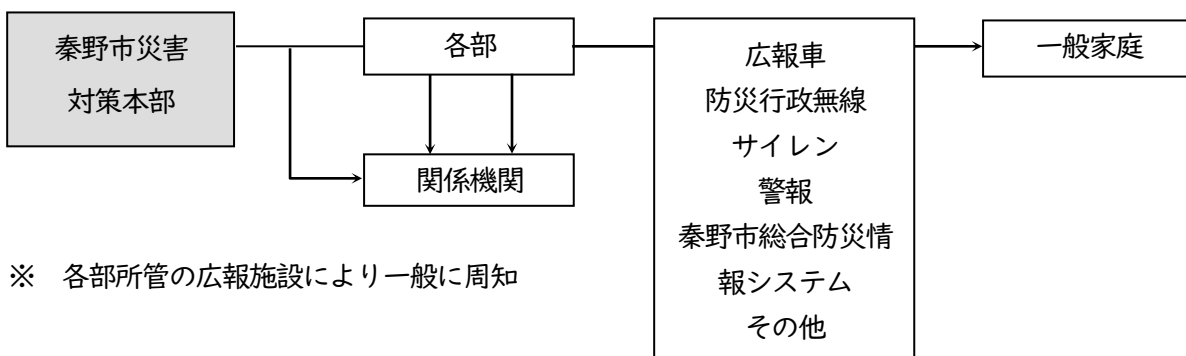 秦野市災害
対策本部
各部
関係機関
広報車
防災行政無線
サイレン
警報
秦野市総合防災情
報システム
その他
一般家庭
※　各部所管の広報施設により一般に周知